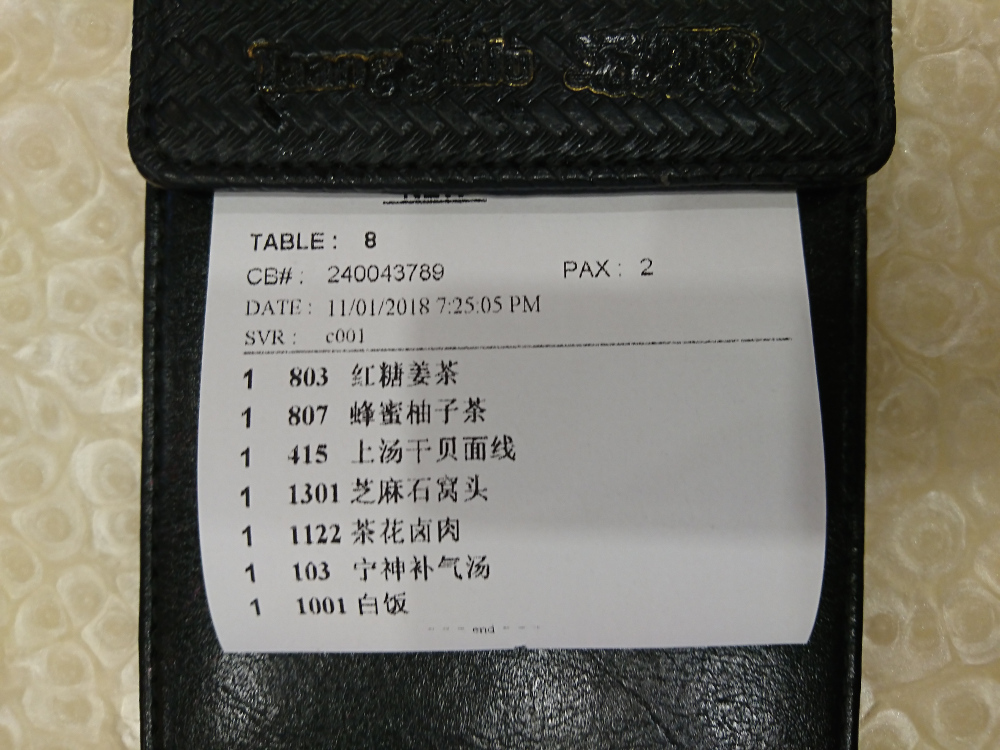 TABLE : 8
CB# : 240043789 PAX : 2
DATE : 11/01/2018 7:25:05 PM
SVR : c001
1 803 红糖姜茶
1 807 蜂蜜柚子茶
1 415 上汤干贝面线
1 1301 芝麻石窝头
1 1122 茶花卤肉
1 103 宁神补气汤
1 1001 白饭
- - - end - - -